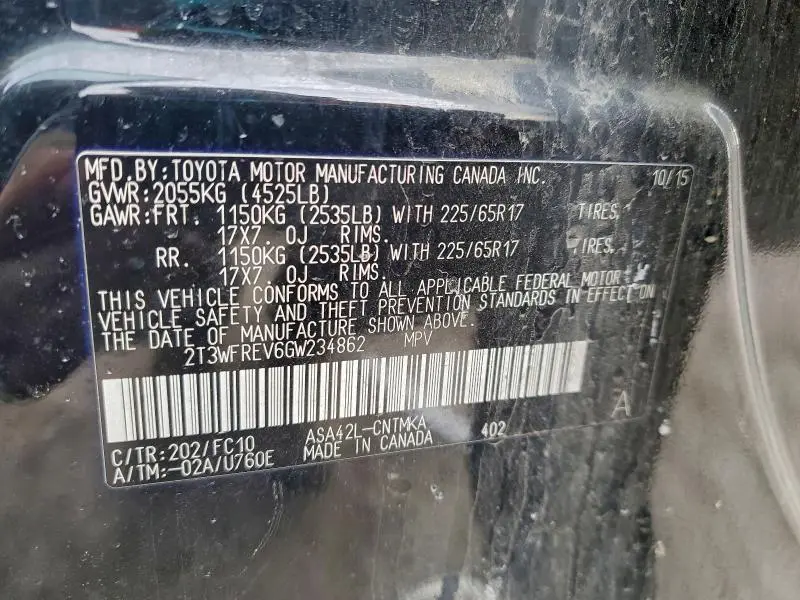 MFD.BY:TOYOTA MOTOR MANUFACTURING CANADA INC. 10/15
GVWR:2055KG (4525LB)
GAWR:FRT. 1150KG (2535LB) WITH 225/65R17 TIRES,
17X7.0J RIMS.
RR. 1150KG (2535LB) WITH 225/65R17 TIRES,
17X7.0J RIMS.
THIS VEHICLE CONFORMS TO ALL APPLICABLE FEDERAL MOTOR
VEHICLE SAFETY AND THEFT PREVENTION STANDARDS IN EFFECT ON
THE DATE OF MANUFACTURE SHOWN ABOVE.
2T3WFREV6GW234862 MPV
A
C/TR:202/FC10 ASA42L-CNTMKA 402
A/TM:-02A/U760E MADE IN CANADA